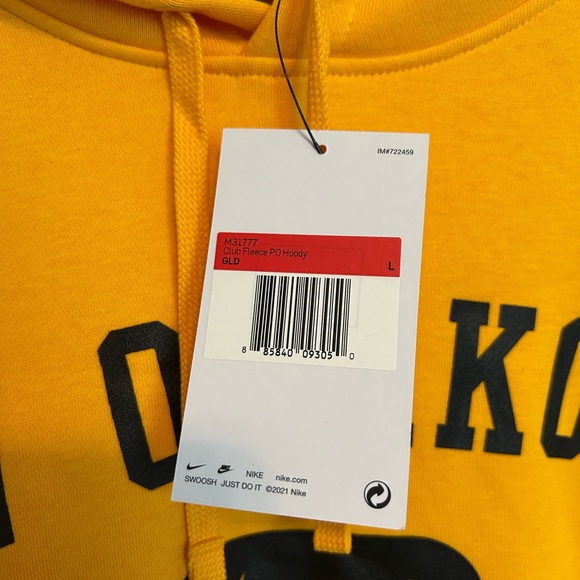 IM#722459
M31777
Club Fleece PO Hoody
GLD L
8 85840 09305 0
O KO
NIKE nike.com
SWOOSH JUST DO IT ©2021 Nike